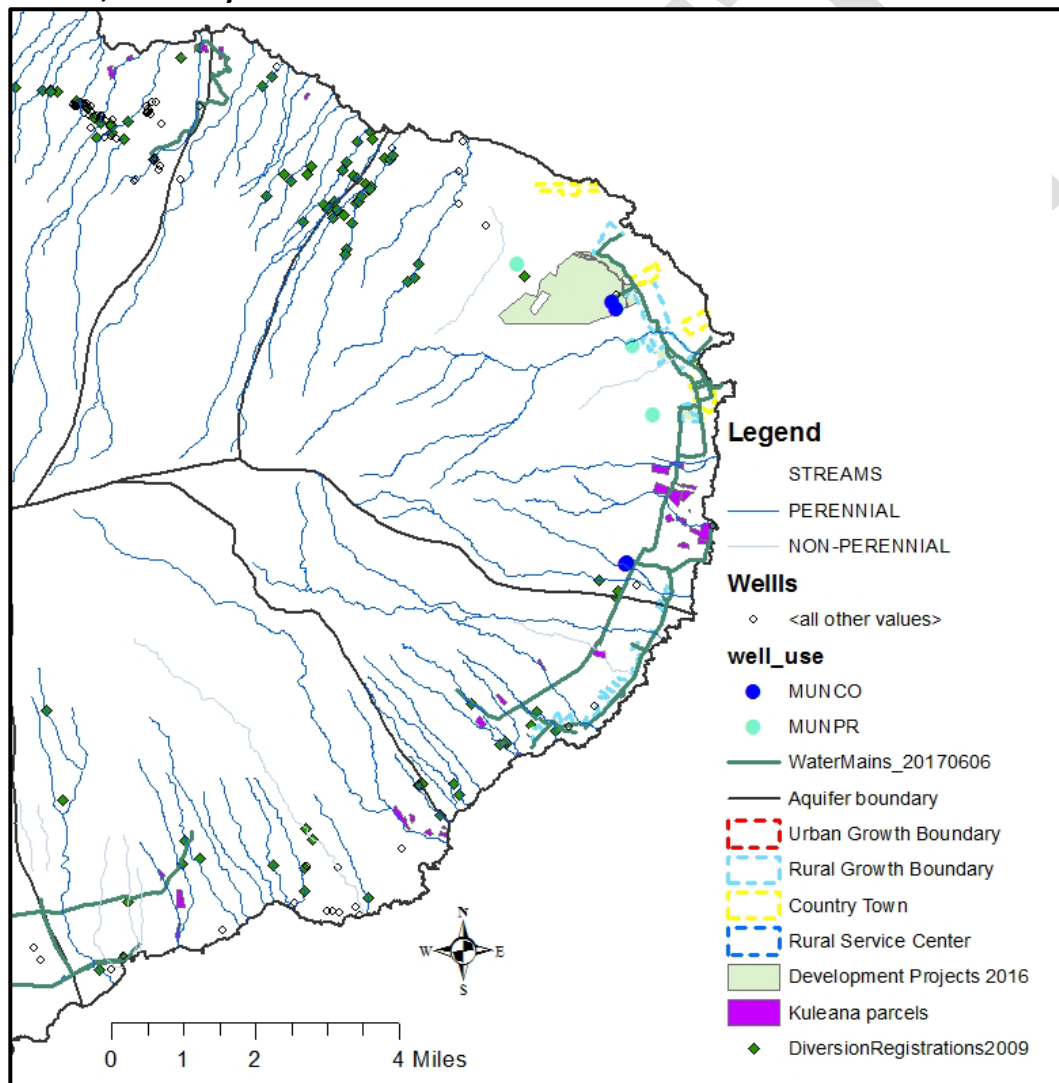 Legend
STREAMS
PERENNIAL
NON-PERENNIAL
Wellls
<all other values>
well_use
MUNCO
MUNPR
WaterMains_20170606
Aquifer boundary
Urban Growth Boundary
Rural Growth Boundary
Country Town
Rural Service Center
Development Projects 2016
Kuleana parcels
DiversionRegistrations2009
N
W E
S
0 1 2 4 Miles